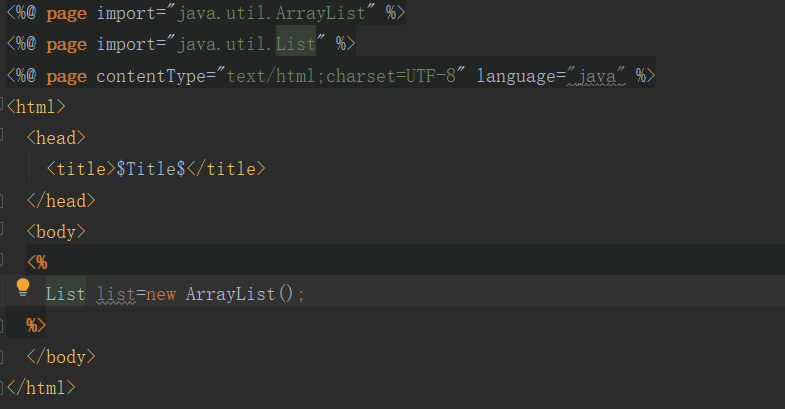 <%@ page import="java.util.ArrayList" %>
<%@ page import="java.util.List" %>
<%@ page contentType="text/html;charset=UTF-8" language="java" %>
<html>
  <head>
    <title>$Title$</title>
  </head>
  <body>
  <%
    List list=new ArrayList();
  %>
  </body>
</html>